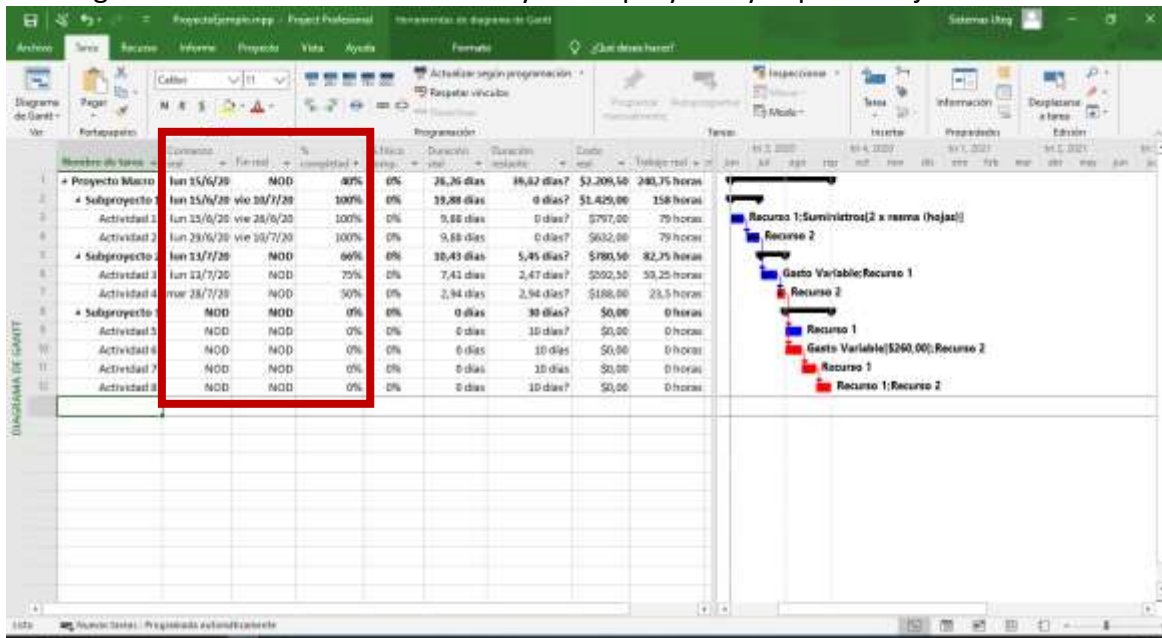 ProyectoEjemplo.mpp - Project Profesional
Herramientas de diagrama de Gantt
Sistemas Uteg
Archivo Tarea Recurso Informe Proyecto Vista Ayuda Formato ¿Qué desea hacer?
Diagrama de Gantt
Pegar
Calibri 11
N K S
Actualizar según programación
Respetar vínculos
Inspeccionar
Modo
Tarea
Información
Desplazarse a tarea
Ver Portapapeles Programación Tareas Insertar Propiedades Edición
Nombre de tarea Comienzo real Fin real % completado Duración real Duración restante Costo real Trabajo real
1 Proyecto Macro lun 15/6/20 NOD 40% 0% 26,26 días 39,62 días? $2.209,50 240,75 horas
2 Subproyecto 1 lun 15/6/20 vie 10/7/20 100% 0% 19,88 días 0 días? $1.429,00 158 horas
3 Actividad 1 lun 15/6/20 vie 26/6/20 100% 0% 9,88 días 0 días? $797,00 79 horas
4 Actividad 2 lun 29/6/20 vie 10/7/20 100% 0% 9,88 días 0 días? $632,00 79 horas
5 Subproyecto 2 lun 13/7/20 NOD 66% 0% 10,43 días 5,45 días? $780,50 82,75 horas
6 Actividad 3 lun 13/7/20 NOD 75% 0% 7,41 días 2,47 días? $592,50 59,25 horas
7 Actividad 4 mar 28/7/20 NOD 50% 0% 2,94 días 2,94 días? $188,00 23,5 horas
8 Subproyecto NOD NOD 0% 0% 0 días 30 días? $0,00 0 horas
9 Actividad 5 NOD NOD 0% 0% 0 días 10 días? $0,00 0 horas
10 Actividad 6 NOD NOD 0% 0% 0 días 10 días $0,00 0 horas
11 Actividad 7 NOD NOD 0% 0% 0 días 10 días $0,00 0 horas
12 Actividad 8 NOD NOD 0% 0% 0 días 10 días? $0,00 0 horas
Recurso 1;Suministros[2 x resma (hojas)]
Recurso 2
Gasto Variable;Recurso 1
Recurso 2
Recurso 1
Gasto Variable[$260,00];Recurso 2
Recurso 1
Recurso 1;Recurso 2
DIAGRAMA DE GANTT
Nuevas tareas : Programada automáticamente